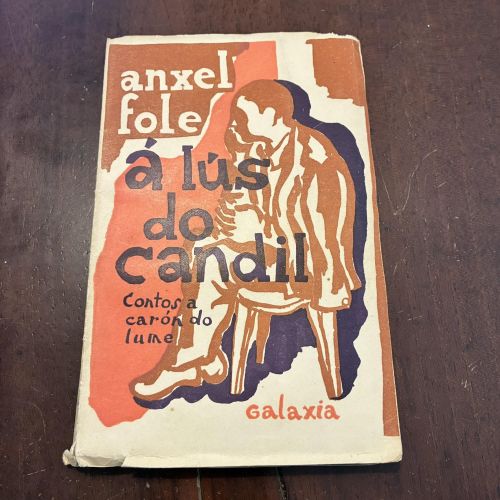 anxel
fole
á lús
do
candil
Contos a
carón do
lume
Galaxia